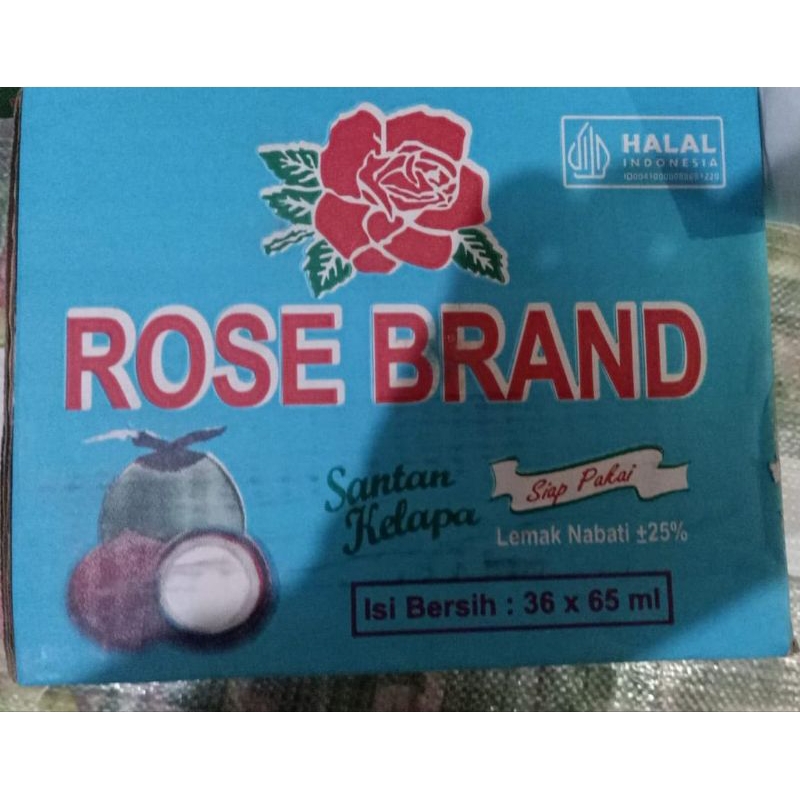 HALAL
INDONESIA
ROSE BRAND
Santan
Kelapa
Siap Pakai
Lemak Nabati ±25%
Isi Bersih : 36 x 65 ml